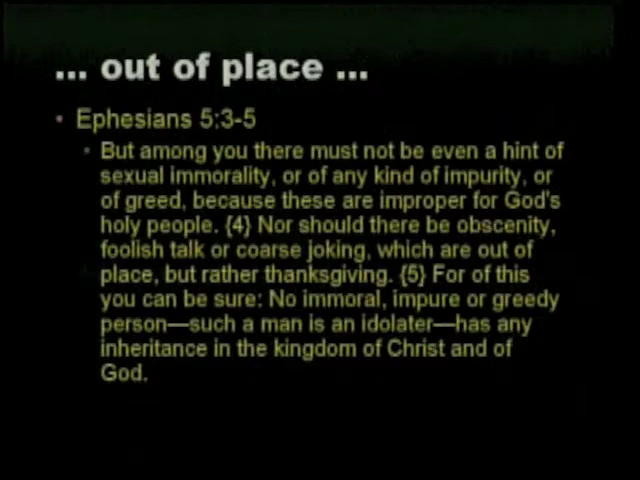 ... out of place ...
• Ephesians 5:3-5
• But among you there must not be even a hint of
sexual immorality, or of any kind of impurity, or
of greed, because these are improper for God's
holy people. {4} Nor should there be obscenity,
foolish talk or coarse joking, which are out of
place, but rather thanksgiving. {5} For of this
you can be sure: No immoral, impure or greedy
person—such a man is an idolater—has any
inheritance in the kingdom of Christ and of
God.